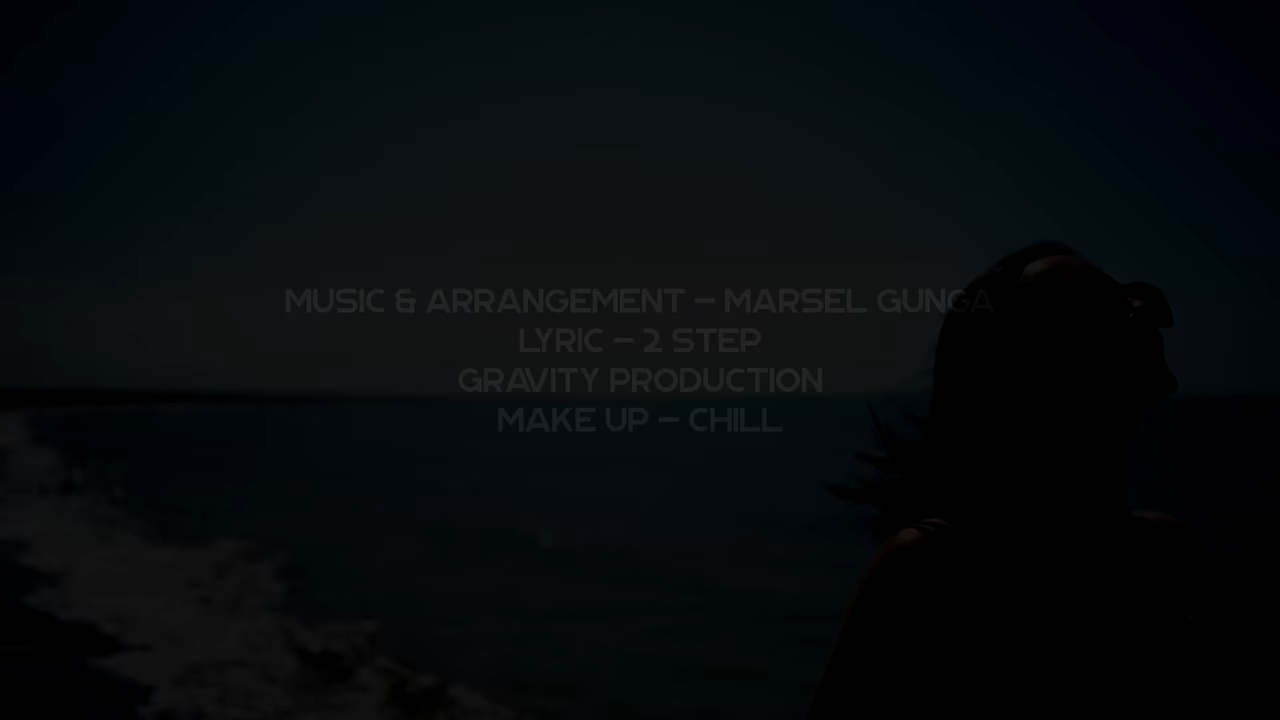 MUSIC & ARRANGEMENT – MARSEL GUNGA
LYRIC – 2 STEP
GRAVITY PRODUCTION
MAKE UP – CHILL